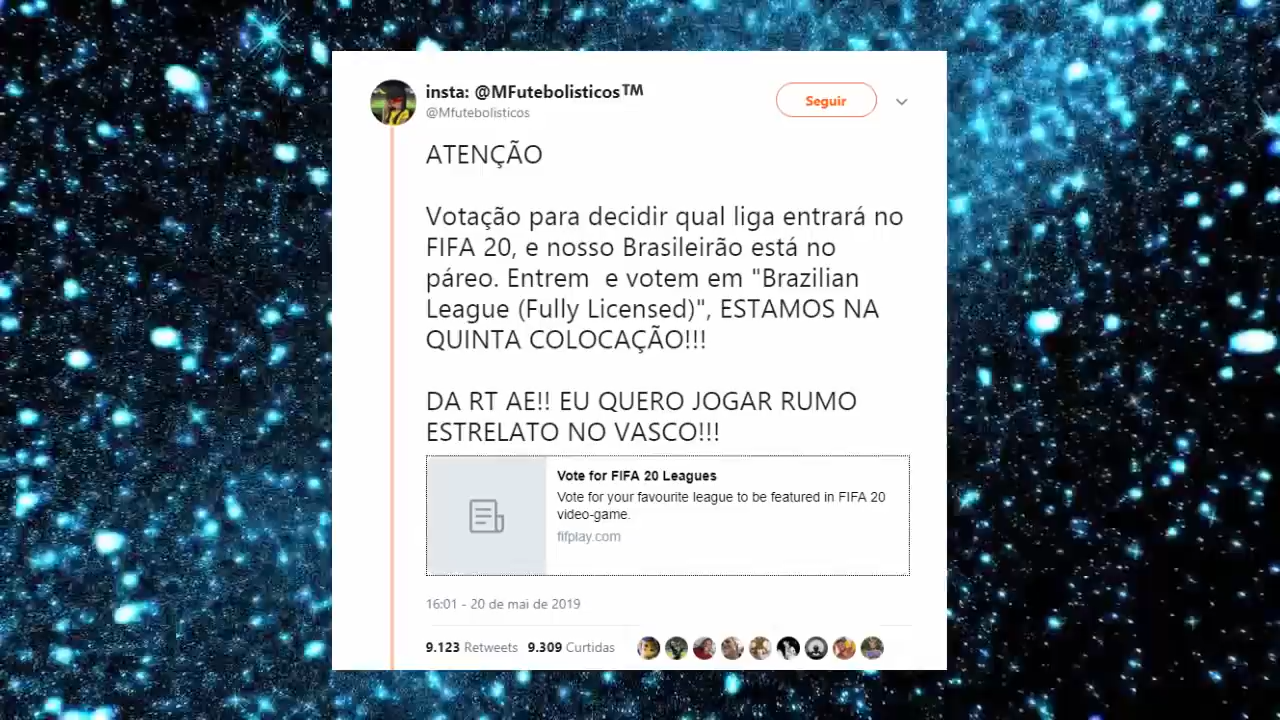 insta: @MFutebolisticos™
@Mfutebolisticos
Seguir
ATENÇÃO
Votação para decidir qual liga entrará no
FIFA 20, e nosso Brasileirão está no
páreo. Entrem  e votem em "Brazilian
League (Fully Licensed)", ESTAMOS NA
QUINTA COLOCAÇÃO!!!
DA RT AE!! EU QUERO JOGAR RUMO
ESTRELATO NO VASCO!!!
Vote for FIFA 20 Leagues
Vote for your favourite league to be featured in FIFA 20
video-game.
fifplay.com
16:01 - 20 de mai de 2019
9.123 Retweets 9.309 Curtidas